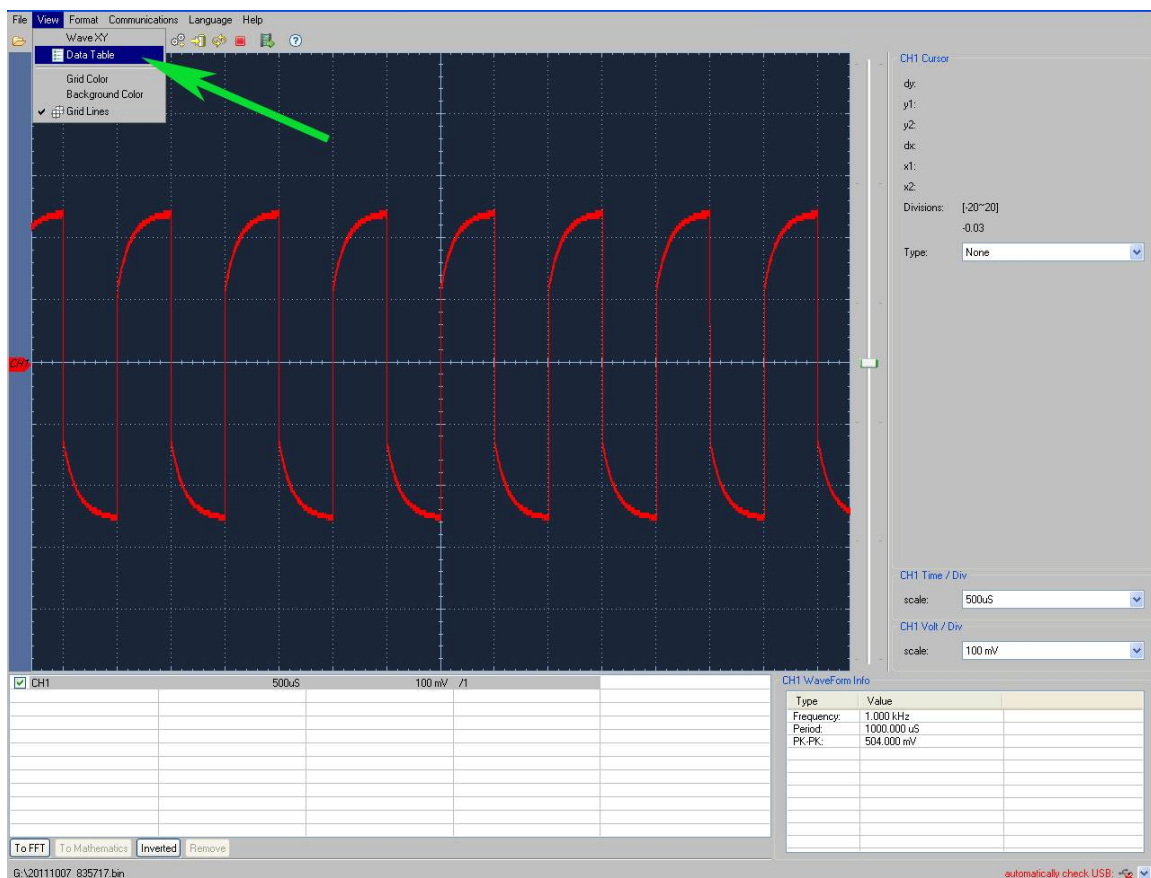 File View Format Communications Language Help
Wave XY
Data Table
Grid Color
Background Color
Grid Lines
CH1
CH1 Cursor
dy:
y1:
y2:
dx:
x1:
x2:
Divisions: [-20~20]
-0.03
Type: None
CH1 Time / Div
scale: 500uS
CH1 Volt / Div
scale: 100 mV
CH1 500uS 100 mV /1
CH1 WaveForm Info
Type Value
Frequency: 1.000 kHz
Period: 1000.000 uS
PK-PK: 504.000 mV
To FFT To Mathematics Inverted Remove
G:\20111007_835717.bin automatically check USB: